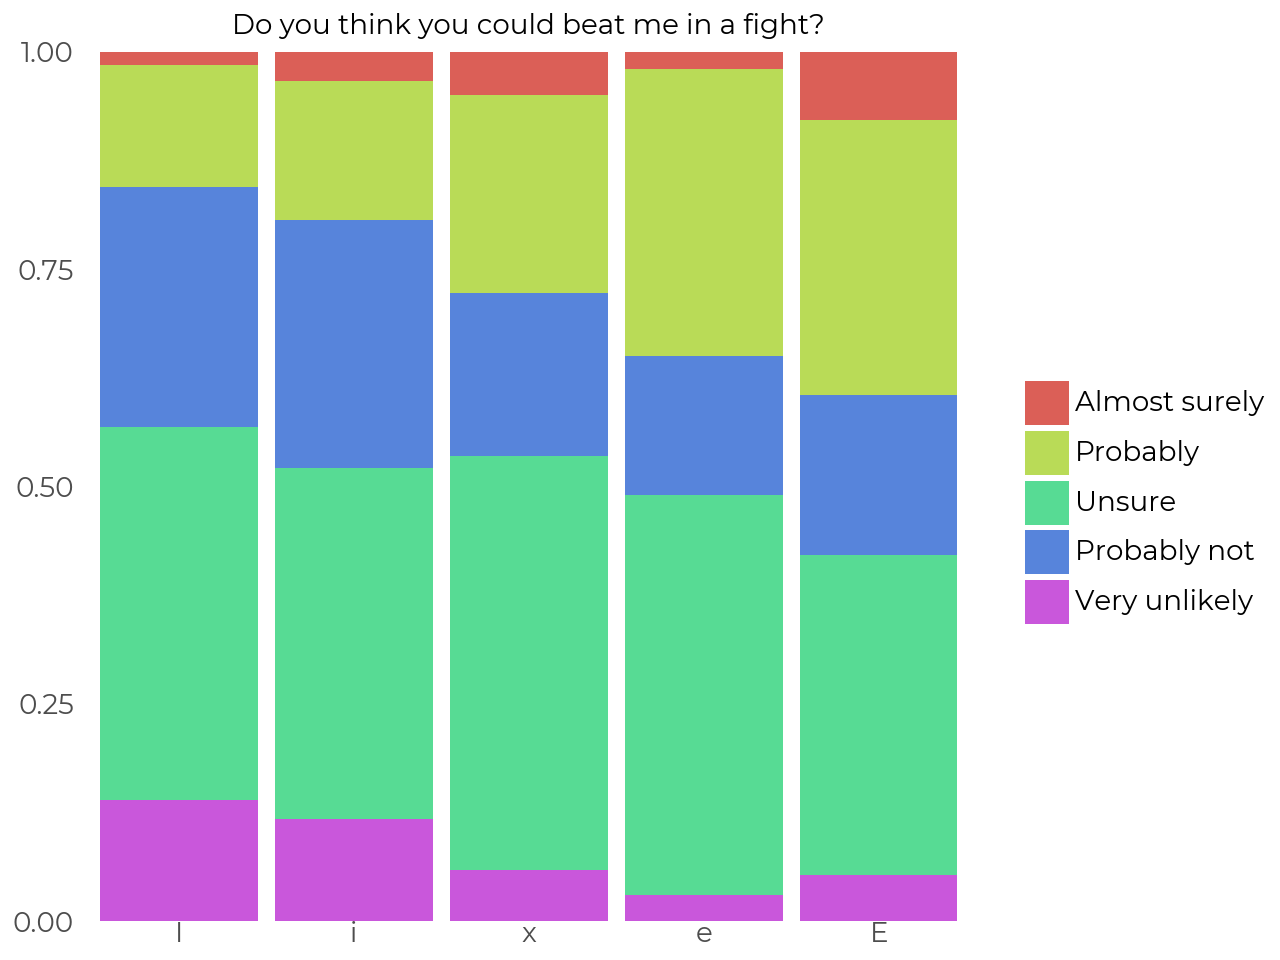 Do you think you could beat me in a fight?
1.00
0.75
0.50
0.25
0.00
I
i
x
e
E
Almost surely
Probably
Unsure
Probably not
Very unlikely